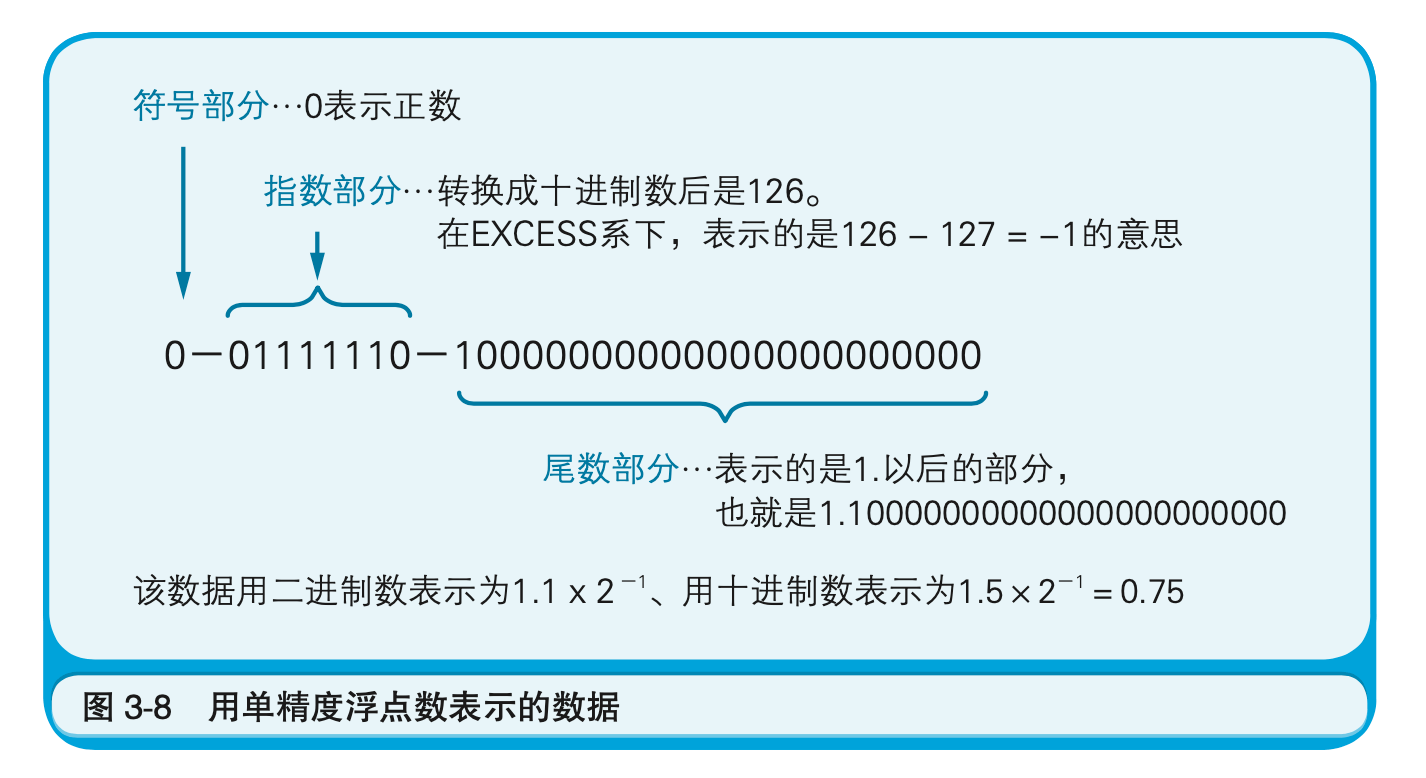 符号部分…0表示正数
指数部分…转换成十进制数后是126。
在EXCESS系下，表示的是126 – 127 = –1的意思
0－01111110－10000000000000000000000
尾数部分…表示的是1.以后的部分，
也就是1.10000000000000000000000
该数据用二进制数表示为1.1 x 2⁻¹、用十进制数表示为1.5×2⁻¹＝0.75
图 3-8　用单精度浮点数表示的数据